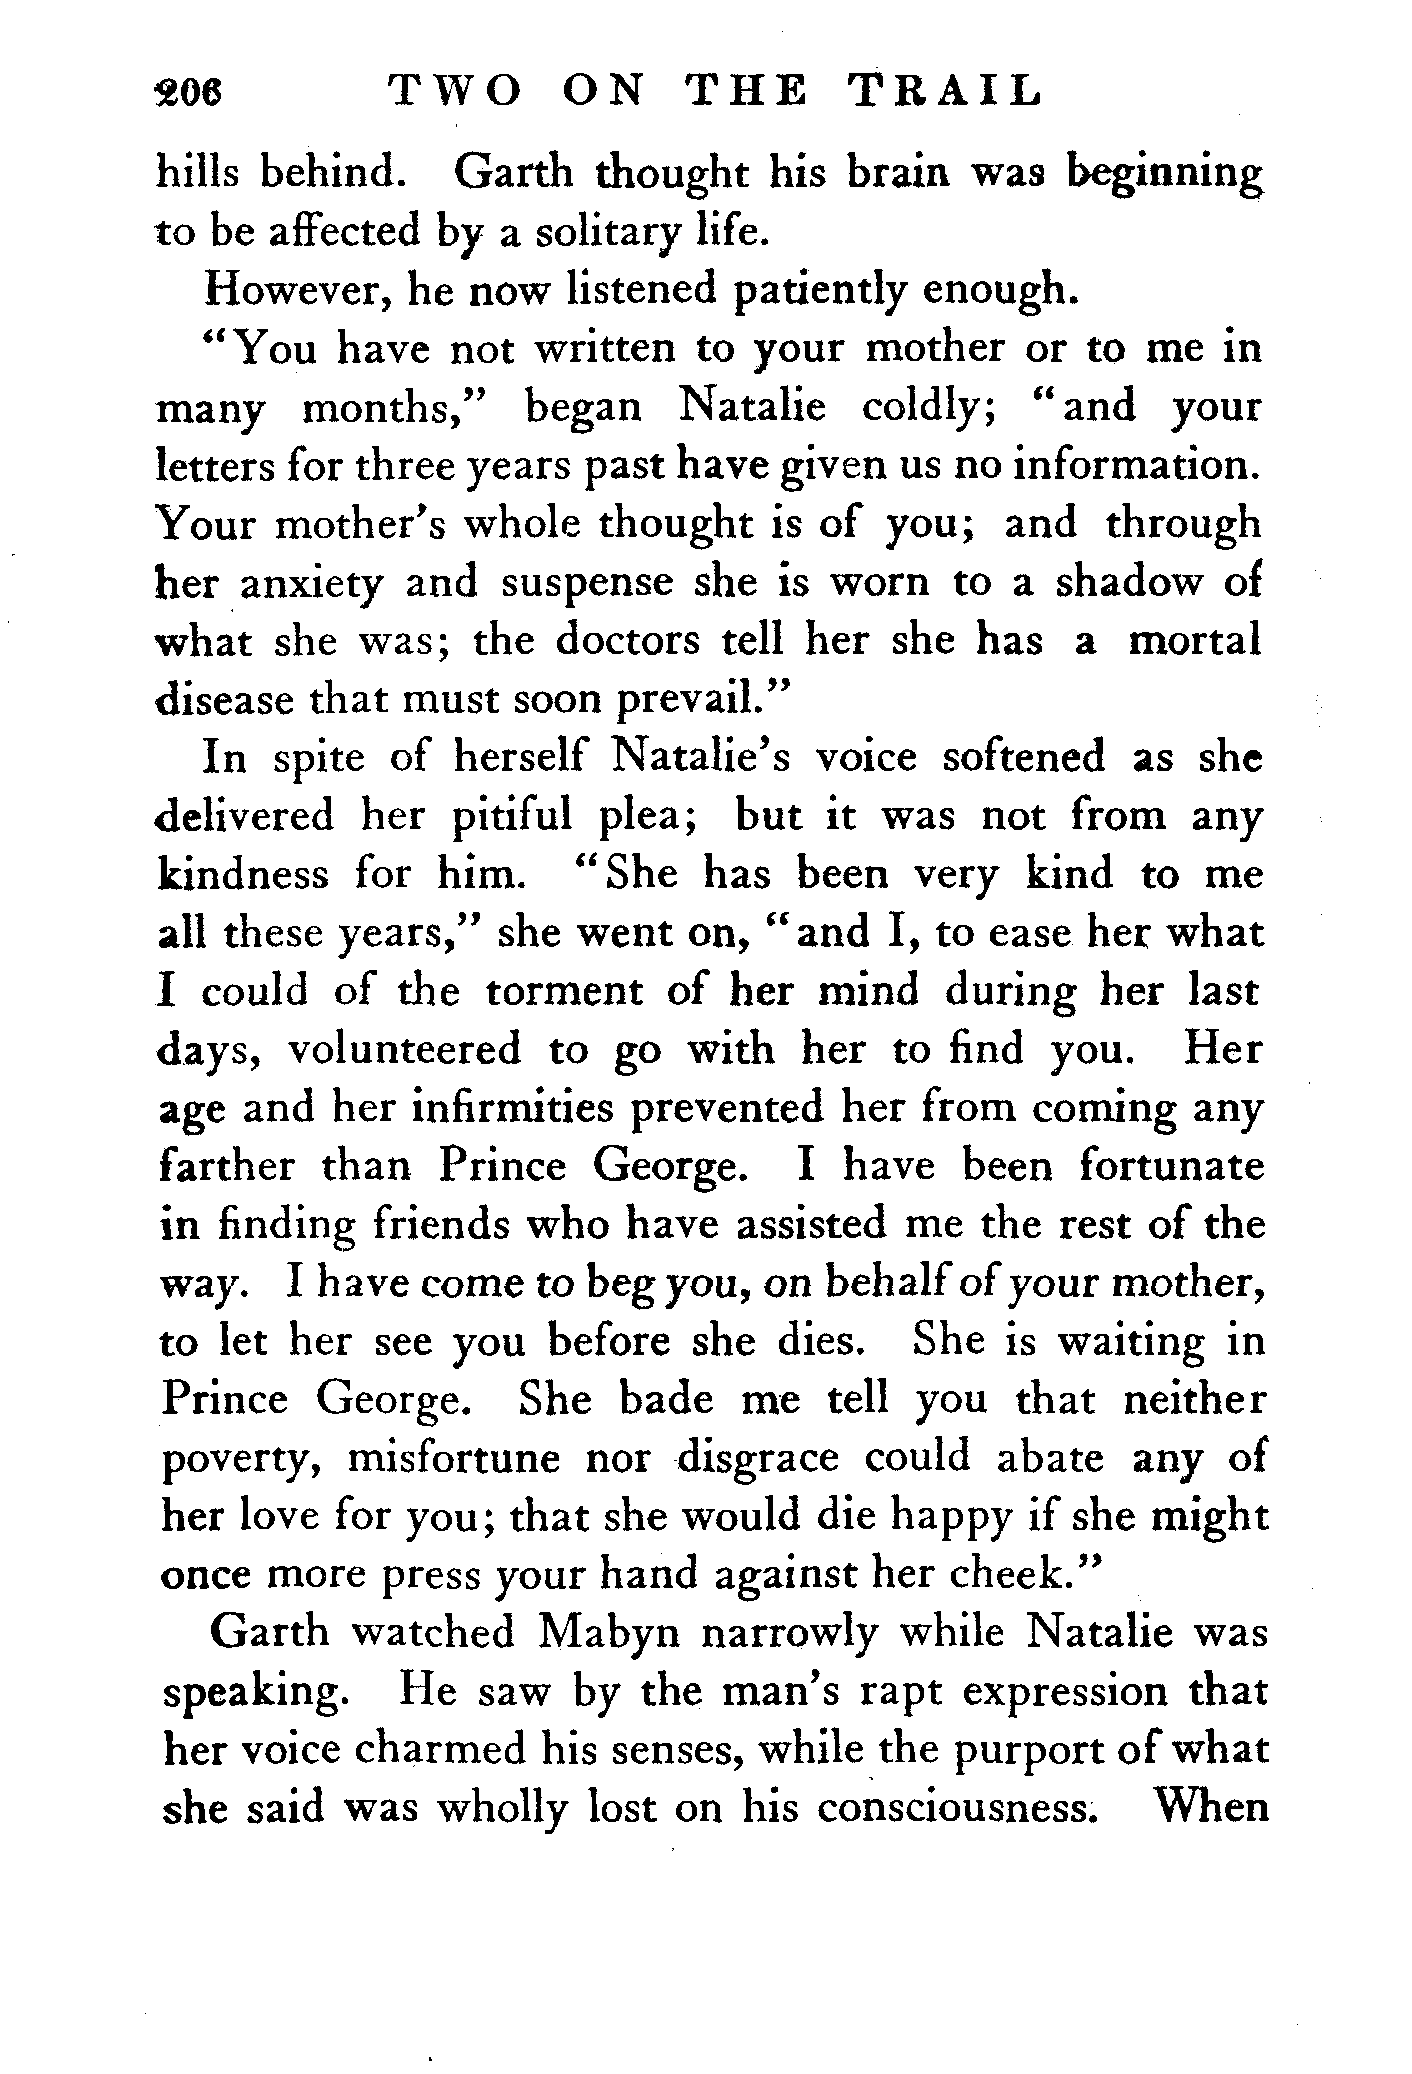 206 TWO ON THE TRAIL
hills behind. Garth thought his brain was beginning
to be affected by a solitary life.
However, he now listened patiently enough.
"You have not written to your mother or to me in
many months," began Natalie coldly; "and your
letters for three years past have given us no information.
Your mother's whole thought is of you; and through
her anxiety and suspense she is worn to a shadow of
what she was; the doctors tell her she has a mortal
disease that must soon prevail."
In spite of herself Natalie's voice softened as she
delivered her pitiful plea; but it was not from any
kindness for him. "She has been very kind to me
all these years," she went on, "and I, to ease her what
I could of the torment of her mind during her last
days, volunteered to go with her to find you. Her
age and her infirmities prevented her from coming any
farther than Prince George. I have been fortunate
in finding friends who have assisted me the rest of the
way. I have come to beg you, on behalf of your mother,
to let her see you before she dies. She is waiting in
Prince George. She bade me tell you that neither
poverty, misfortune nor disgrace could abate any of
her love for you; that she would die happy if she might
once more press your hand against her cheek."
Garth watched Mabyn narrowly while Natalie was
speaking. He saw by the man's rapt expression that
her voice charmed his senses, while the purport of what
she said was wholly lost on his consciousness. When